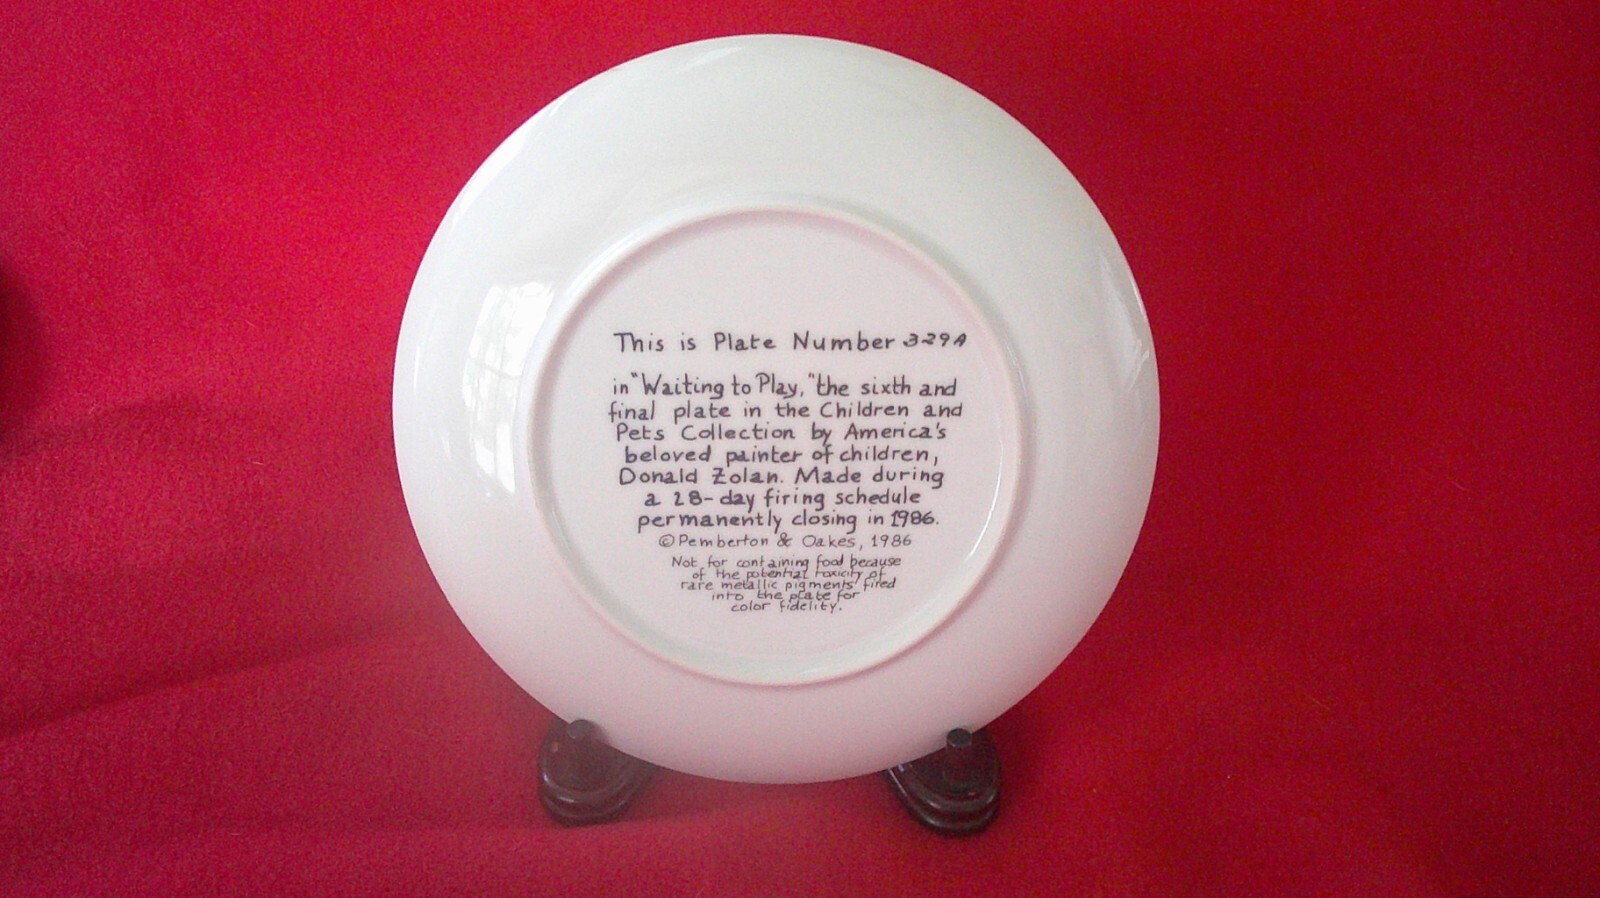 This is Plate Number 329A
in "Waiting to Play," the sixth and
final plate in the Children and
Pets Collection by America's
beloved painter of children,
Donald Zolan. Made during
a 28-day firing schedule
permanently closing in 1986.
© Pemberton & Oakes, 1986
Not for containing food because
of the potential toxicity of
rare metallic pigments fired
into the plate for
color fidelity.